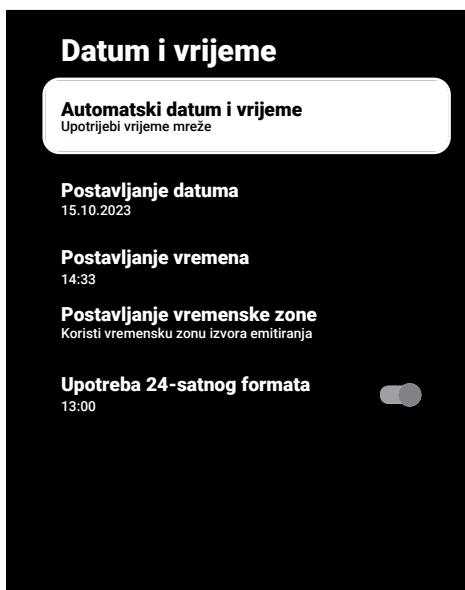 Datum i vrijeme
Automatski datum i vrijeme
Upotrijebi vrijeme mreže
Postavljanje datuma
15.10.2023
Postavljanje vremena
14:33
Postavljanje vremenske zone
Koristi vremensku zonu izvora emitiranja
Upotreba 24-satnog formata
13:00